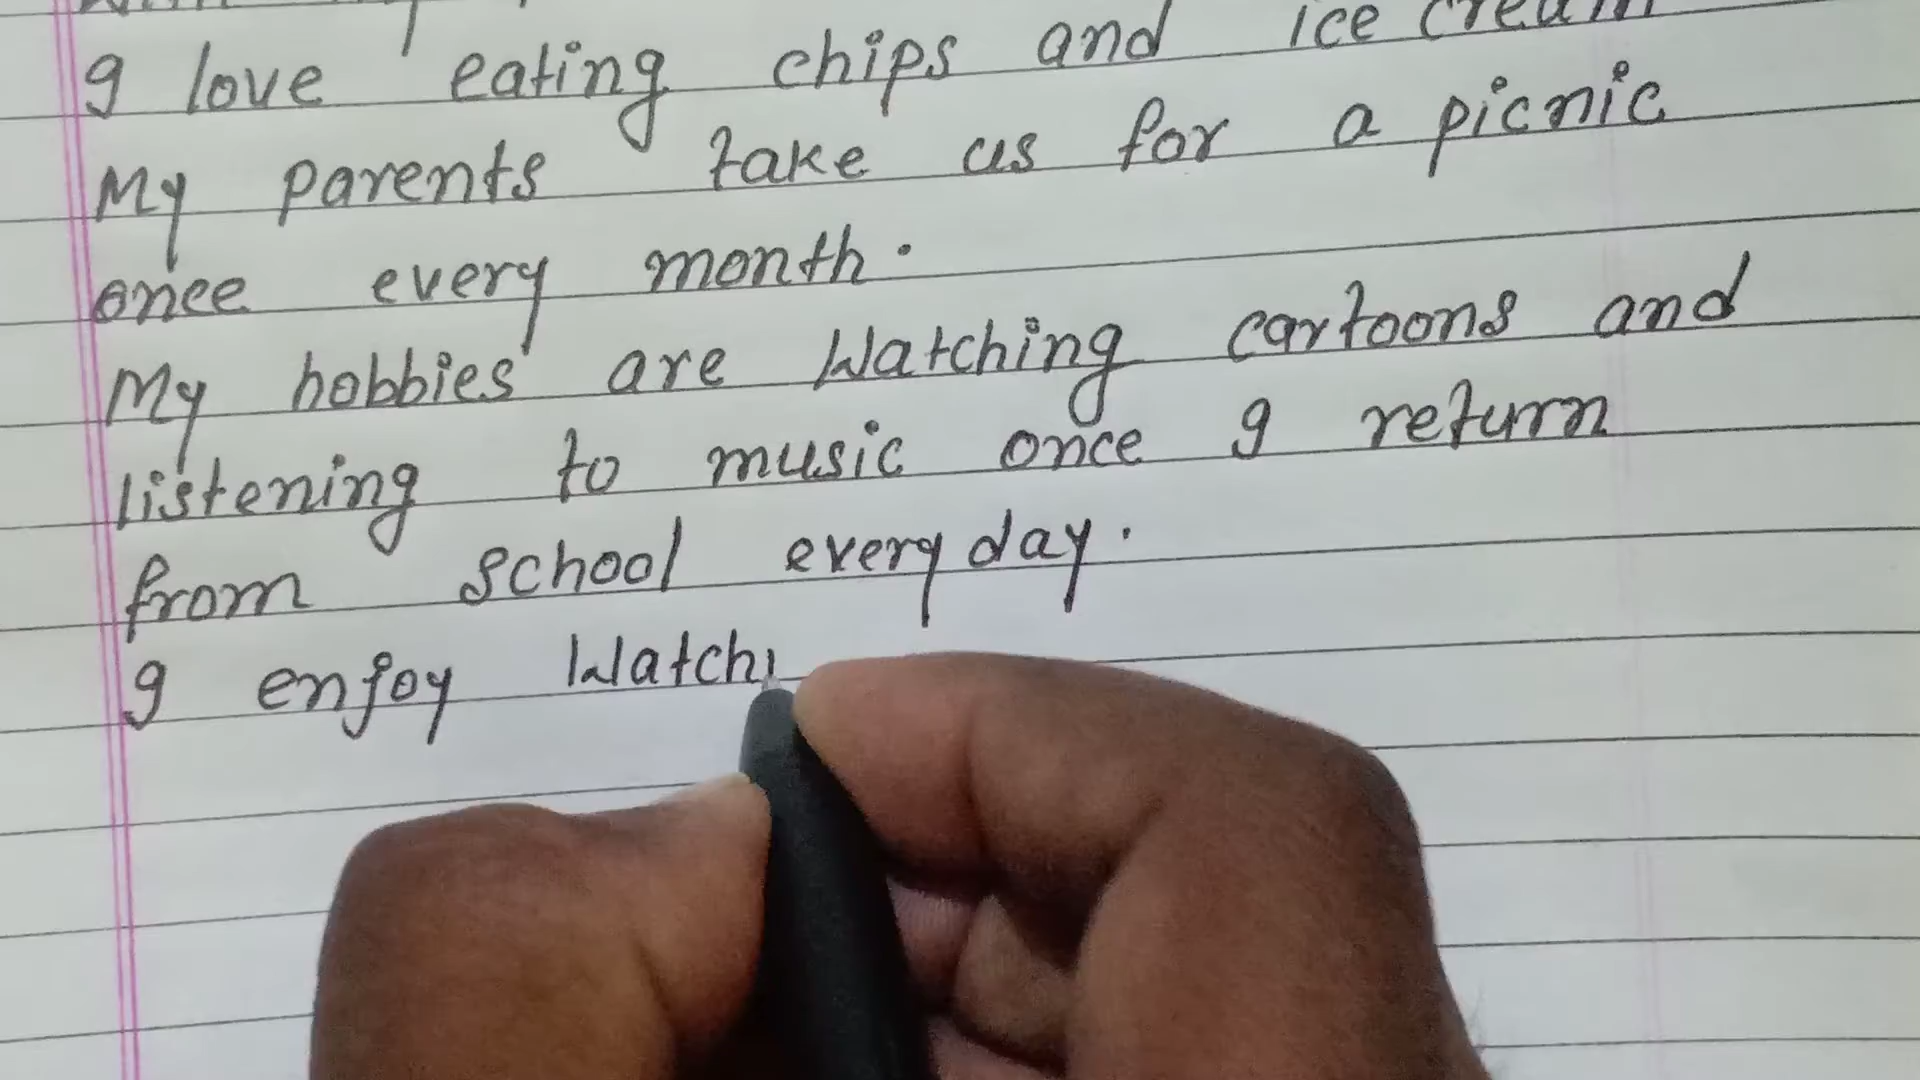 I love eating chips and ice cream
My parents take us for a picnic
once every month.
My hobbies are Watching cartoons and
listening to music once I return
from school everyday.
I enjoy Watchi